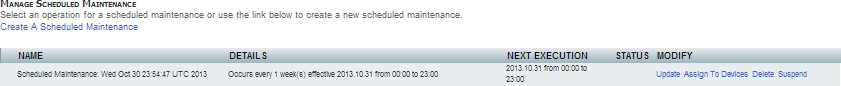 MANAGE SCHEDULED MAINTENANCE
Select an operation for a scheduled maintenance or use the link below to create a new scheduled maintenance.
Create A Scheduled Maintenance
NAME DETAILS NEXT EXECUTION STATUS MODIFY
Scheduled Maintenance: Wed Oct 30 23:54:47 UTC 2013 Occurs every 1 week(s) effective 2013.10.31 from 00:00 to 23:00 2013.10.31 from 00:00 to Update Assign To Devices Delete Suspend
23:00